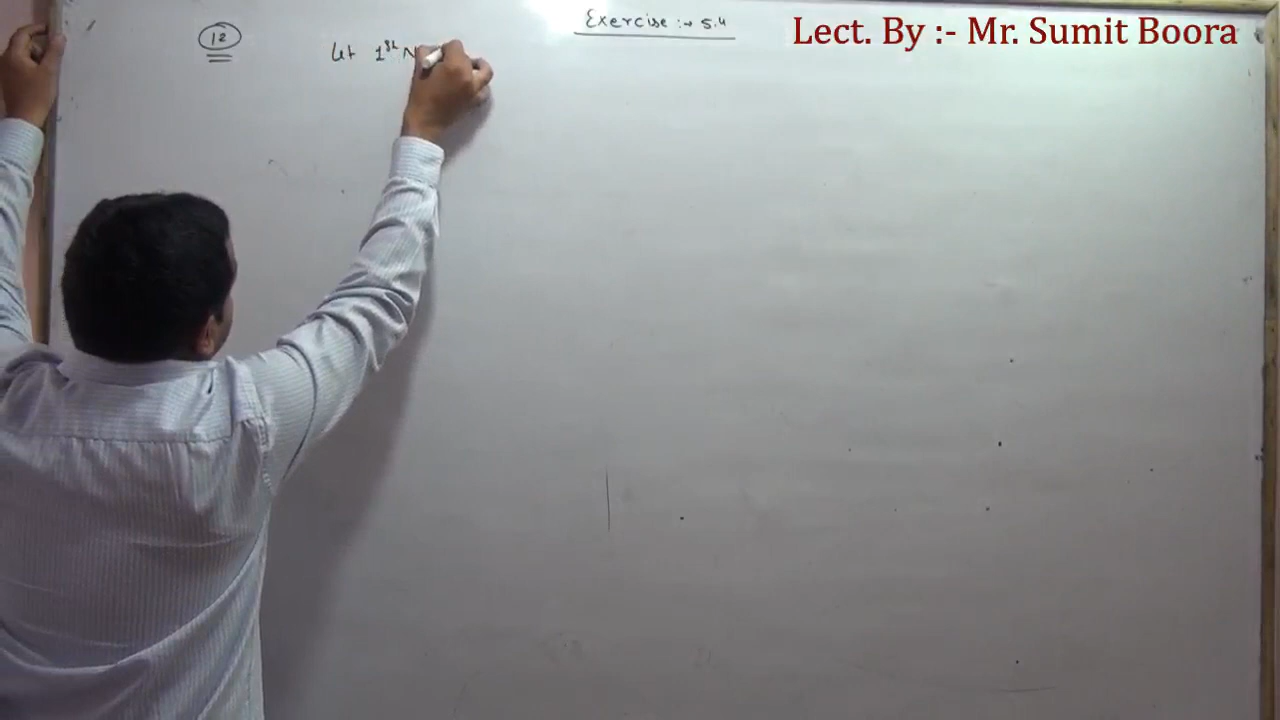 Exercise :→ 5.4
Lect. By :- Mr. Sumit Boora
12
Let 1st N